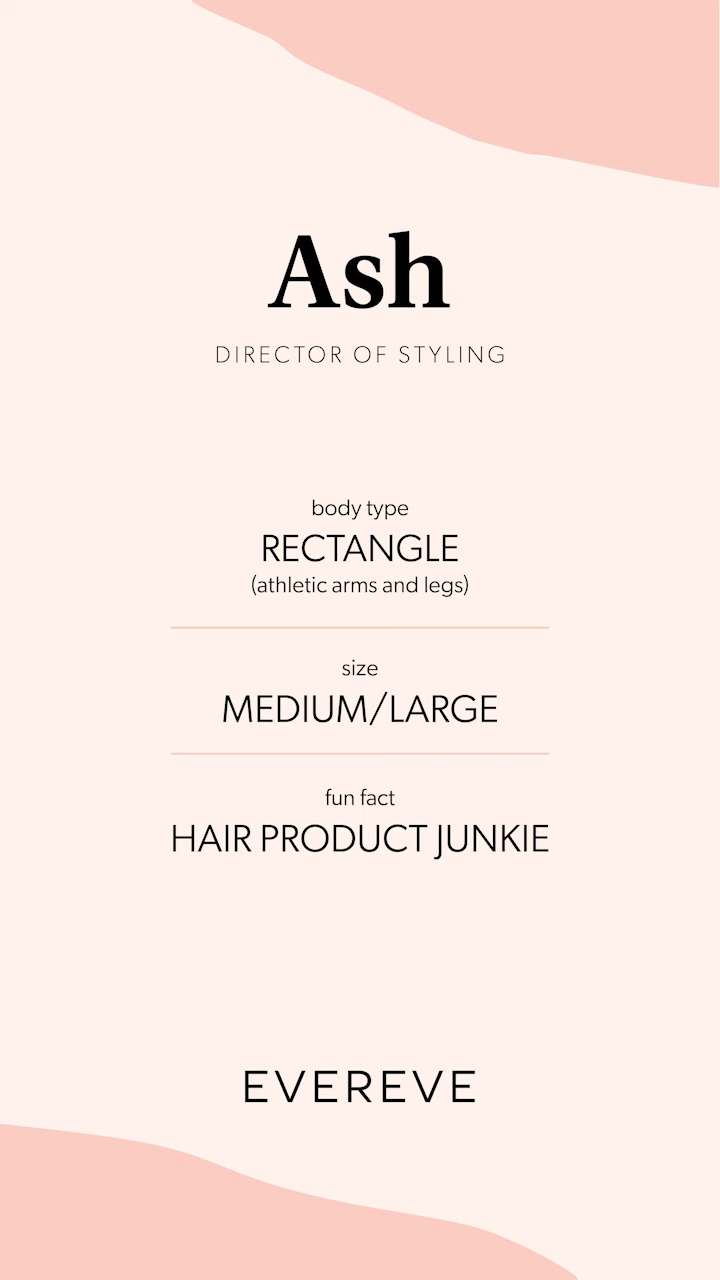 Ash
DIRECTOR OF STYLING
body type
RECTANGLE
(athletic arms and legs)
size
MEDIUM/LARGE
fun fact
HAIR PRODUCT JUNKIE
EVEREVE